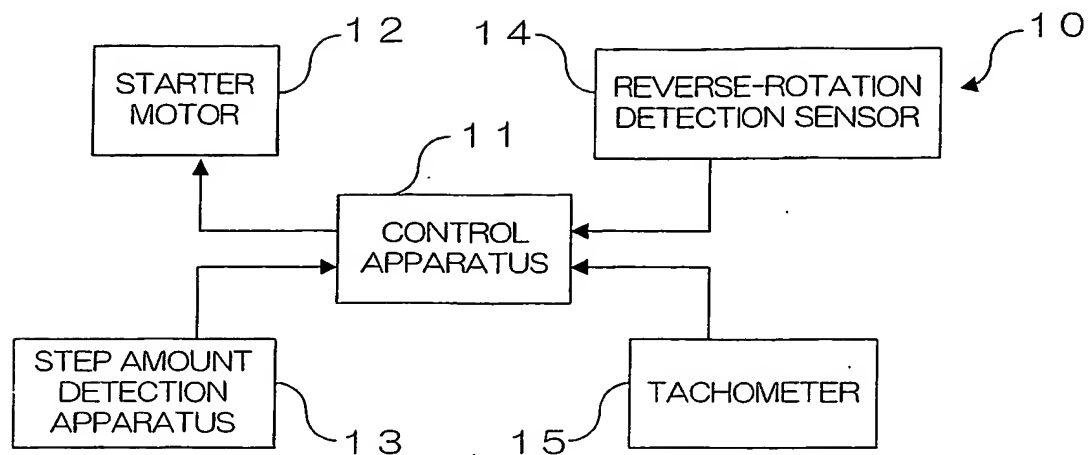 12
14
10
STARTER
MOTOR
REVERSE-ROTATION
DETECTION SENSOR
11
CONTROL
APPARATUS
STEP AMOUNT
DETECTION
APPARATUS
TACHOMETER
13
15